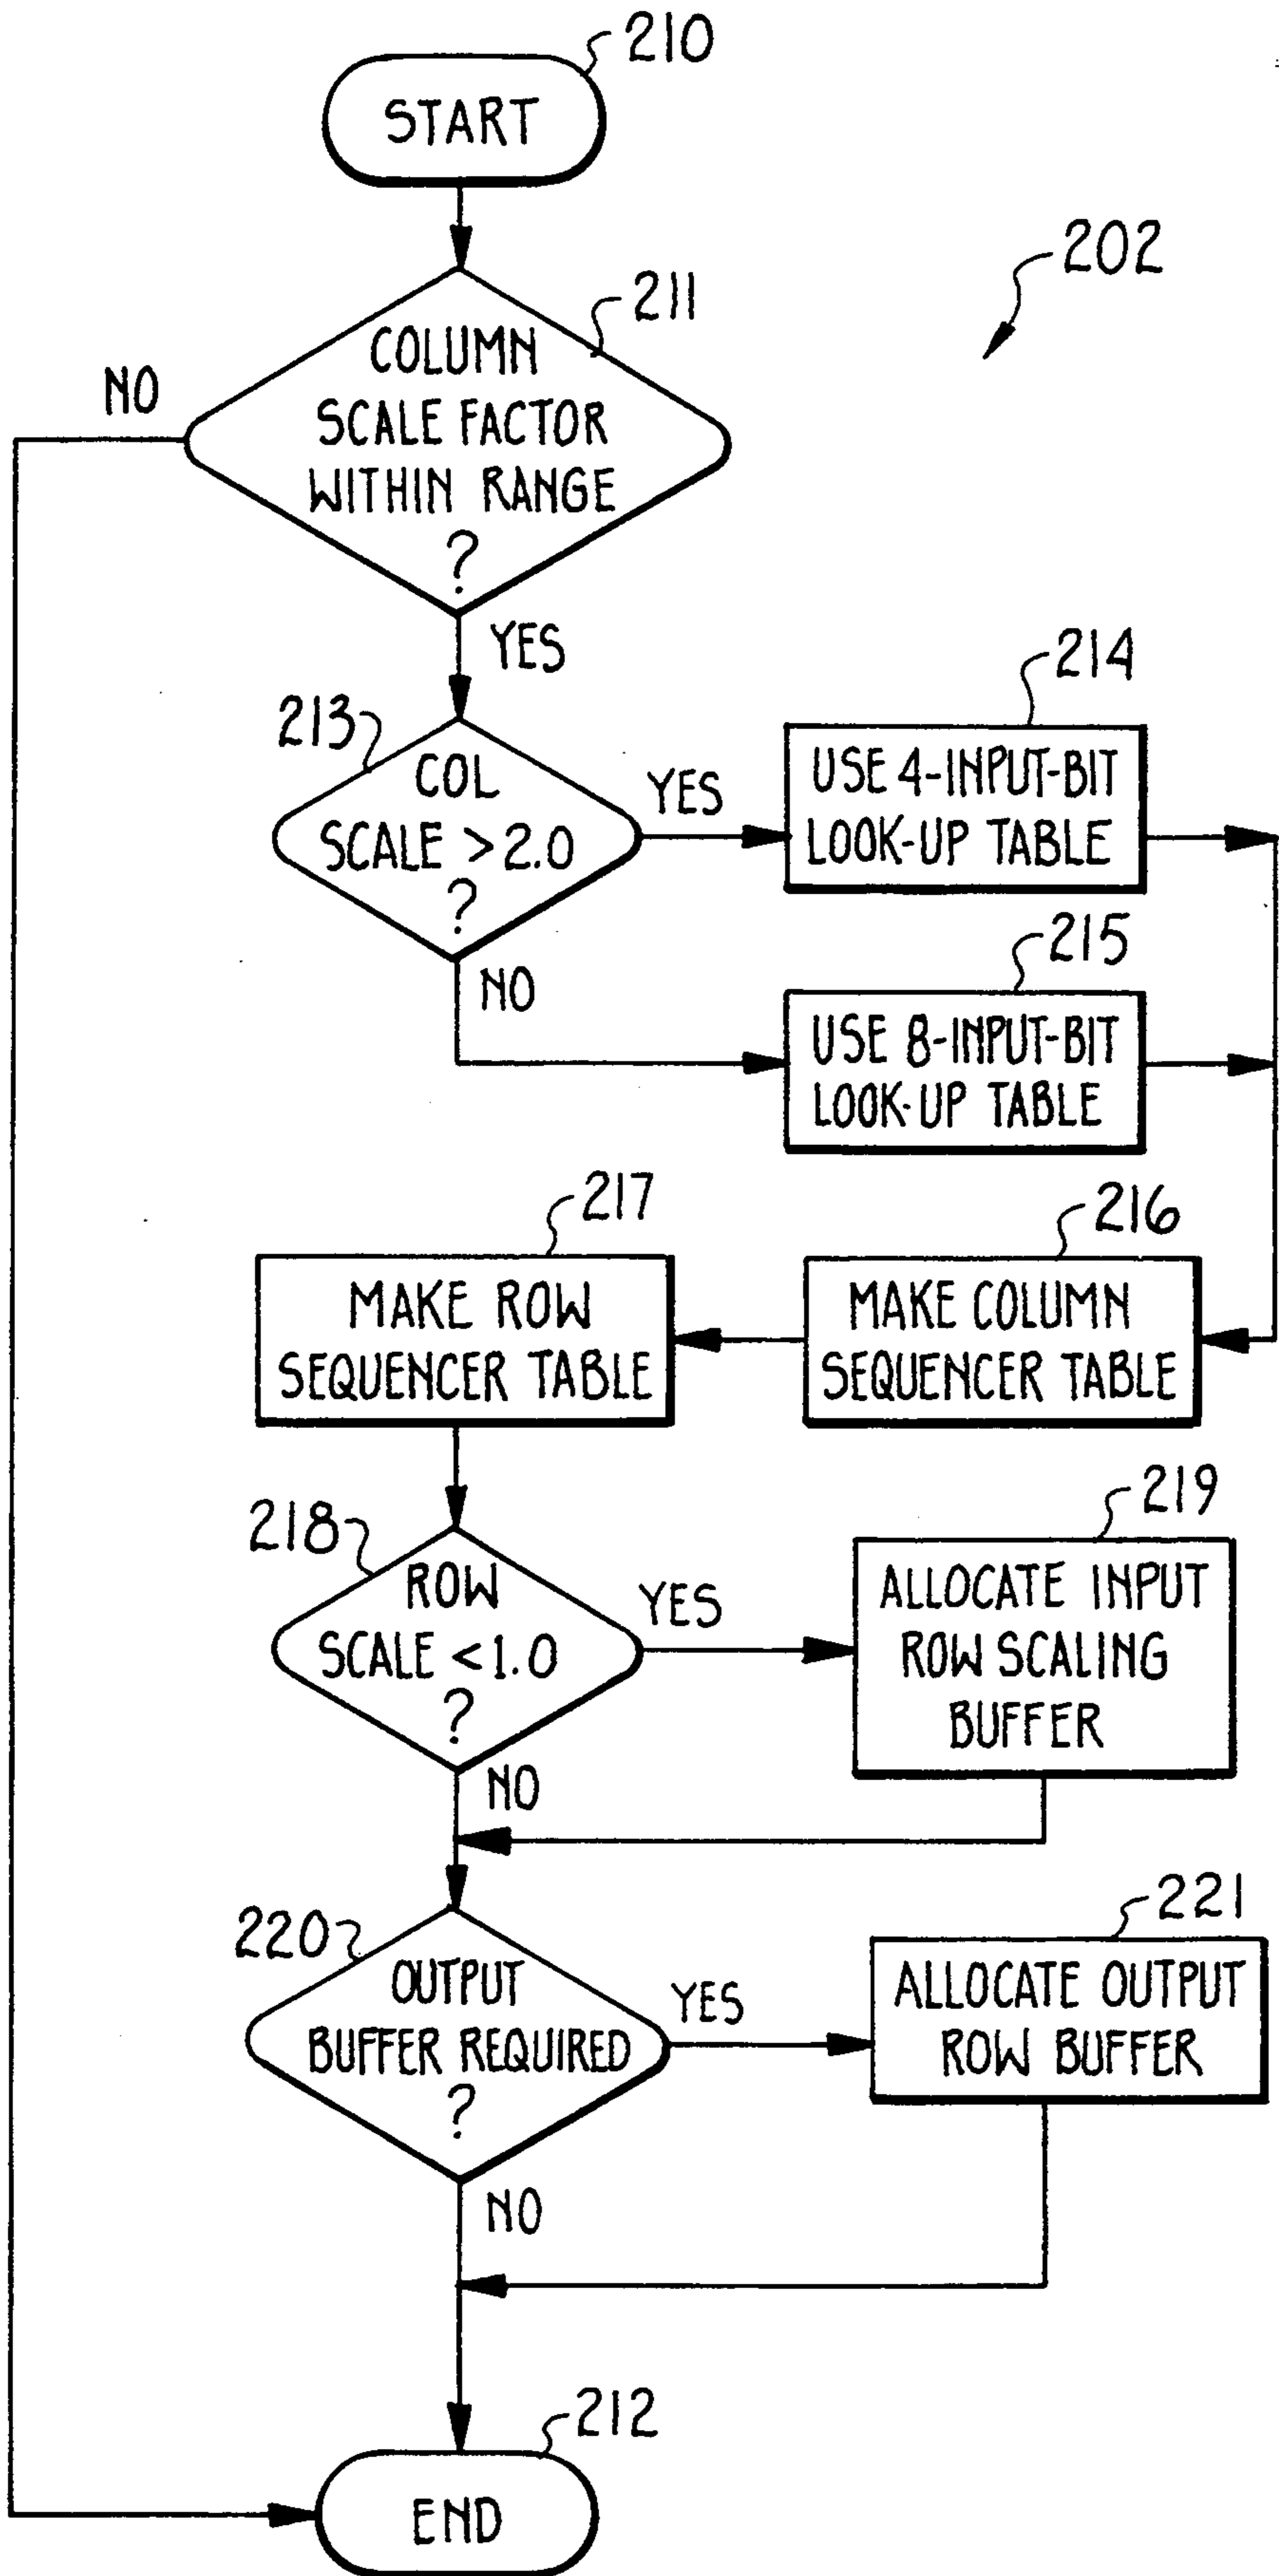 210
START
202
211
NO
COLUMN
SCALE FACTOR
WITHIN RANGE
?
YES
213
COL
SCALE > 2.0
?
YES
214
USE 4-INPUT-BIT
LOOK-UP TABLE
NO
215
USE 8-INPUT-BIT
LOOK-UP TABLE
217
MAKE ROW
SEQUENCER TABLE
216
MAKE COLUMN
SEQUENCER TABLE
218
ROW
SCALE < 1.0
?
YES
219
ALLOCATE INPUT
ROW SCALING
BUFFER
NO
220
OUTPUT
BUFFER REQUIRED
?
YES
221
ALLOCATE OUTPUT
ROW BUFFER
NO
212
END